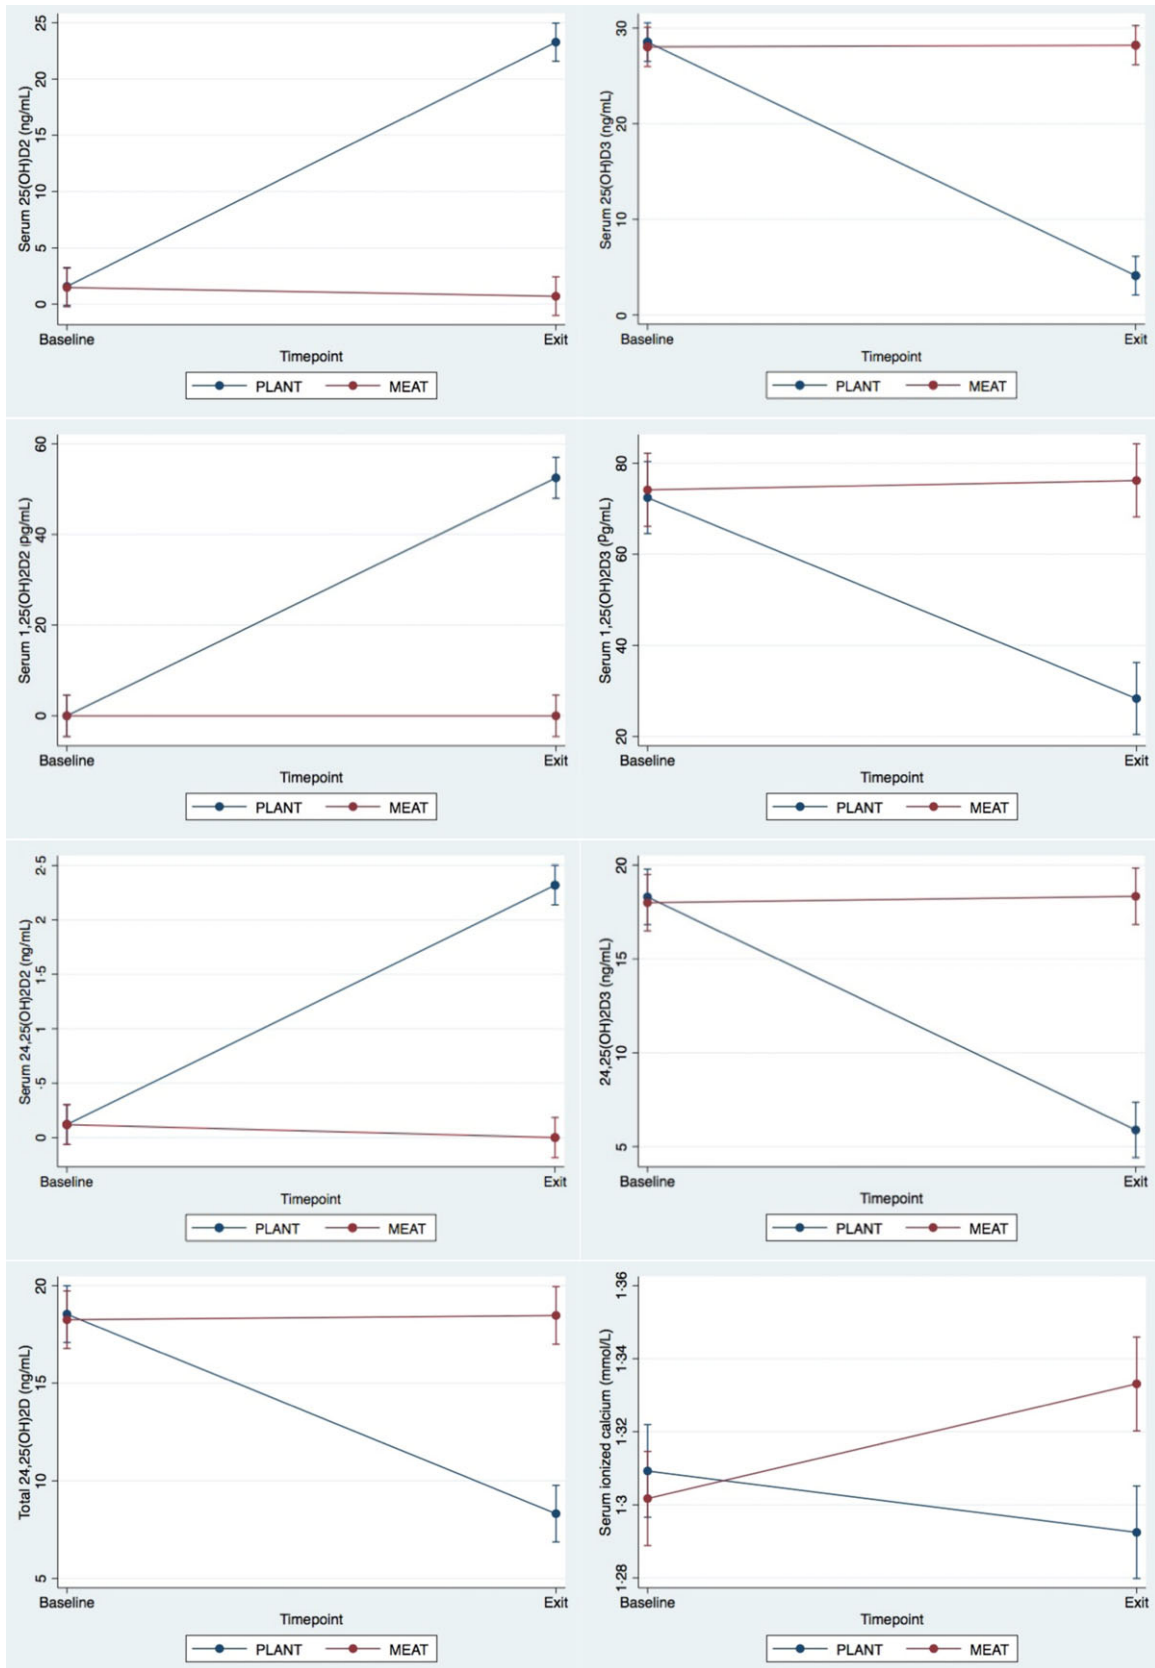 Serum 25(OH)D2 (ng/mL)
25
20
15
10
5
0
Baseline
Exit
Timepoint
PLANT
MEAT
Serum 25(OH)D3 (ng/mL)
30
20
10
0
Baseline
Exit
Timepoint
PLANT
MEAT
Serum 1,25(OH)2D2 (pg/mL)
60
40
20
0
Baseline
Exit
Timepoint
PLANT
MEAT
Serum 1,25(OH)2D3 (pg/mL)
80
60
40
20
Baseline
Exit
Timepoint
PLANT
MEAT
Serum 24,25(OH)2D2 (ng/mL)
2·5
2
1·5
1
·5
0
Baseline
Exit
Timepoint
PLANT
MEAT
24,25(OH)2D3 (ng/mL)
20
15
10
5
Baseline
Exit
Timepoint
PLANT
MEAT
Total 24,25(OH)2D (ng/mL)
20
15
10
5
Baseline
Exit
Timepoint
PLANT
MEAT
Serum ionized calcium (mmol/L)
1·36
1·34
1·32
1·3
1·28
Baseline
Exit
Timepoint
PLANT
MEAT